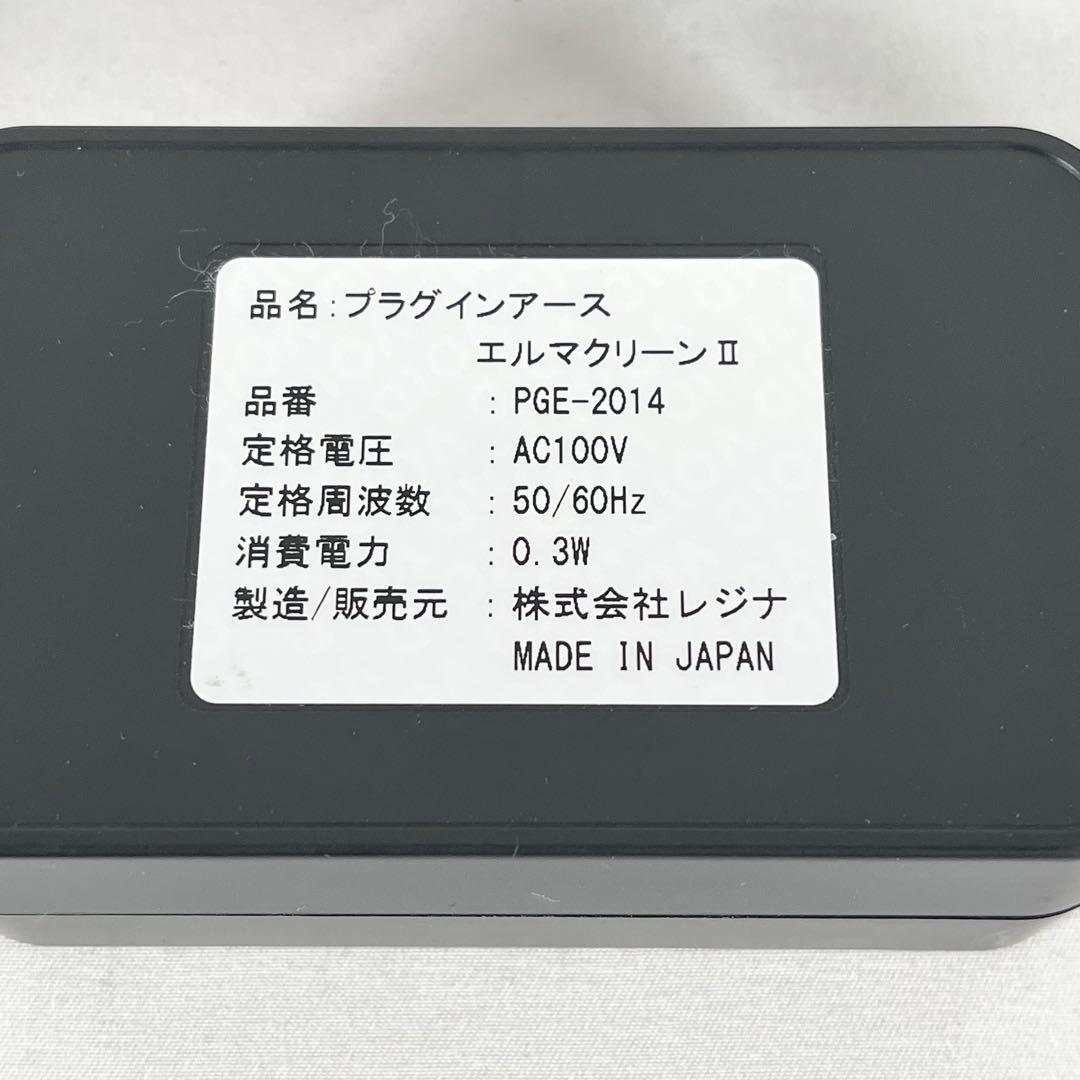 品名:プラグインアース
エルマクリーンⅡ
品番 : PGE-2014
定格電圧 : AC100V
定格周波数 : 50/60Hz
消費電力 : 0.3W
製造/販売元 : 株式会社レジナ
MADE IN JAPAN